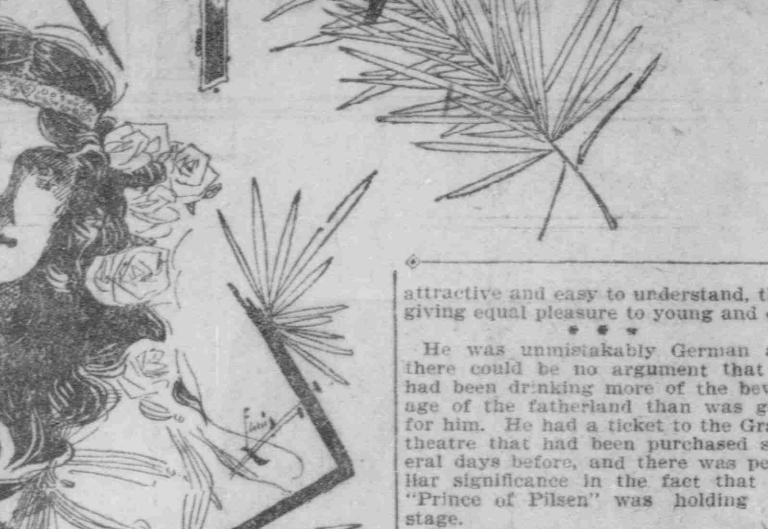 attractive and easy to understand,
giving equal pleasure to young and
* * *
He was unmistakably German
there could be no argument that
had been drinking more of the
age of the fatherland than was
for him. He had a ticket to the
theatre that had been purchased
eral days before, and there was
liar significance in the fact that
"Prince of Pilsen" was holding
stage.